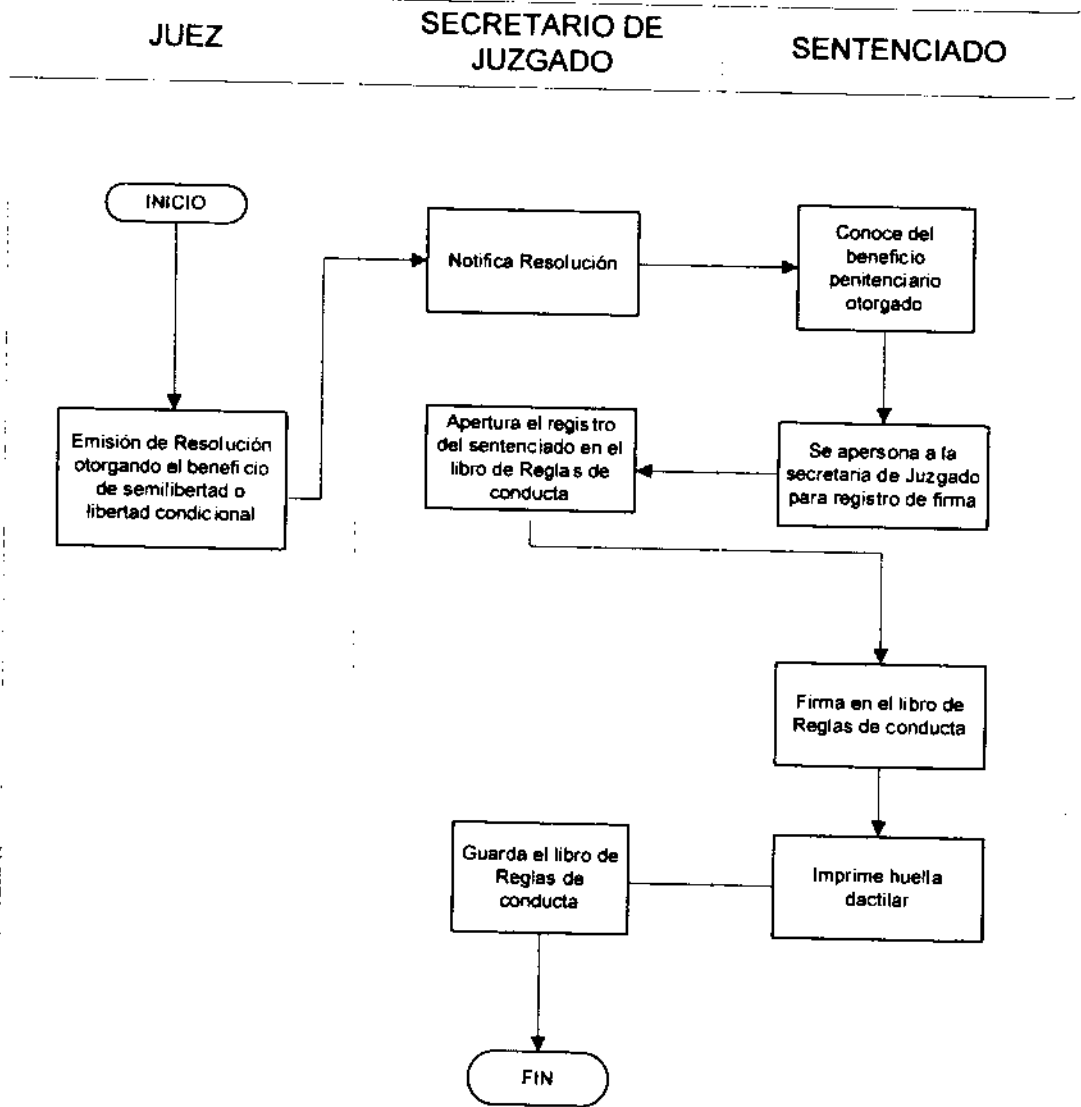 JUEZ
SECRETARIO DE
JUZGADO
SENTENCIADO
INICIO
Notifica Resolución
Conoce del
beneficio
penitenciario
otorgado
Emisión de Resolución
otorgando el beneficio
de semilibertad o
libertad condicional
Apertura el registro
del sentenciado en el
libro de Reglas de
conducta
Se apersona a la
secretaria de Juzgado
para registro de firma
Firma en el libro de
Reglas de conducta
Guarda el libro de
Reglas de
conducta
Imprime huella
dactilar
FIN